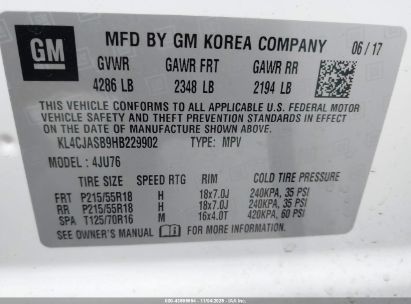 GM
MFD BY GM KOREA COMPANY 06/17
GVWR GAWR FRT GAWR RR
4286 LB 2348 LB 2194 LB
THIS VEHICLE CONFORMS TO ALL APPLICABLE U.S. FEDERAL MOTOR
VEHICLE SAFETY AND THEFT PREVENTION STANDARDS IN EFFECT
ON THE DATE OF MANUFACTURE SHOWN ABOVE.
KL4CJASB9HB229902 TYPE: MPV
MODEL: 4JU76
TIRE SIZE SPEED RTG RIM COLD TIRE PRESSURE
FRT P215/55R18 H 18x7.0J 240KPA, 35 PSI
RR P215/55R18 H 18x7.0J 240KPA, 35 PSI
SPA T125/70R16 M 16x4.0T 420KPA, 60 PSI
SEE OWNER'S MANUAL FOR MORE INFORMATION.